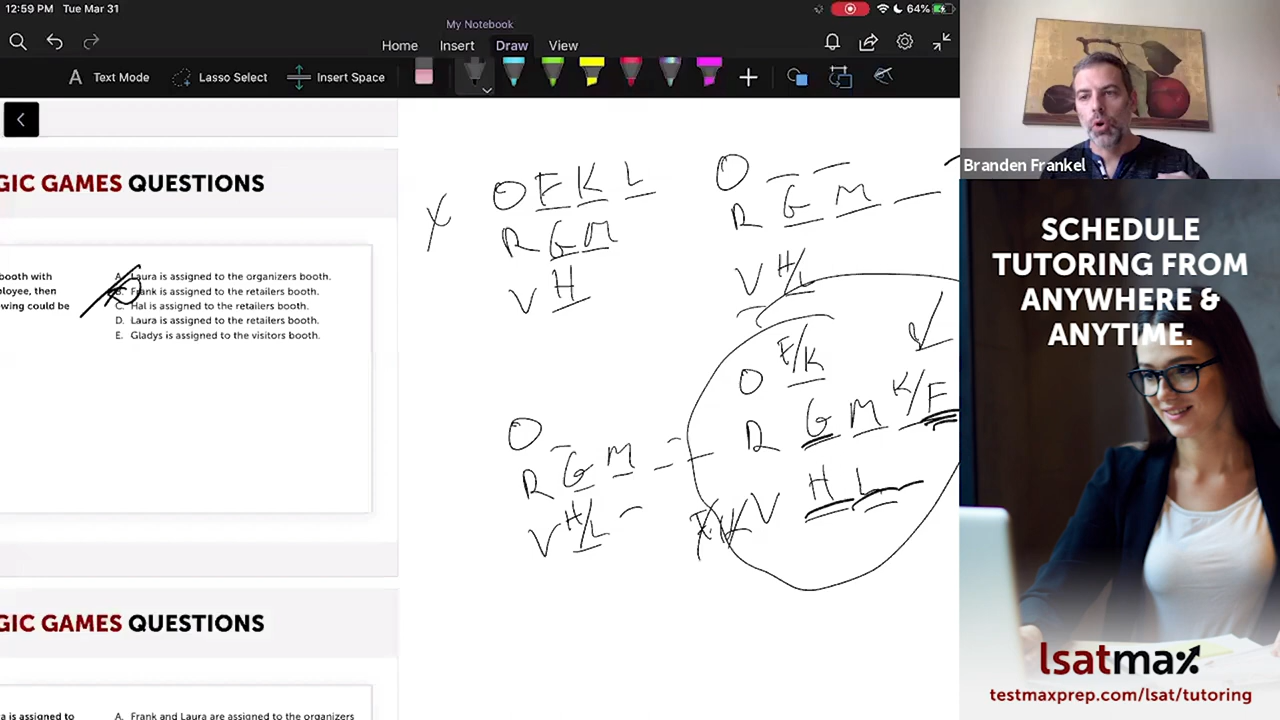 12:59 PM Tue Mar 31
64%
My Notebook
Home Insert Draw View
Text Mode Lasso Select Insert Space
GIC GAMES QUESTIONS
booth with
ployee, then
wing could be
A. Laura is assigned to the organizers booth.
B. Frank is assigned to the retailers booth.
C. Hal is assigned to the retailers booth.
D. Laura is assigned to the retailers booth.
E. Gladys is assigned to the visitors booth.
X O F K L
R G M
V H
O
R G M
V H/L
O F/K
R G M K/F
V H L
O
R G M
V H/L
F/K
GIC GAMES QUESTIONS
a is assigned to
A. Frank and Laura are assigned to the organizers
Branden Frankel
SCHEDULE
TUTORING FROM
ANYWHERE &
ANYTIME.
lsatmax
testmaxprep.com/lsat/tutoring